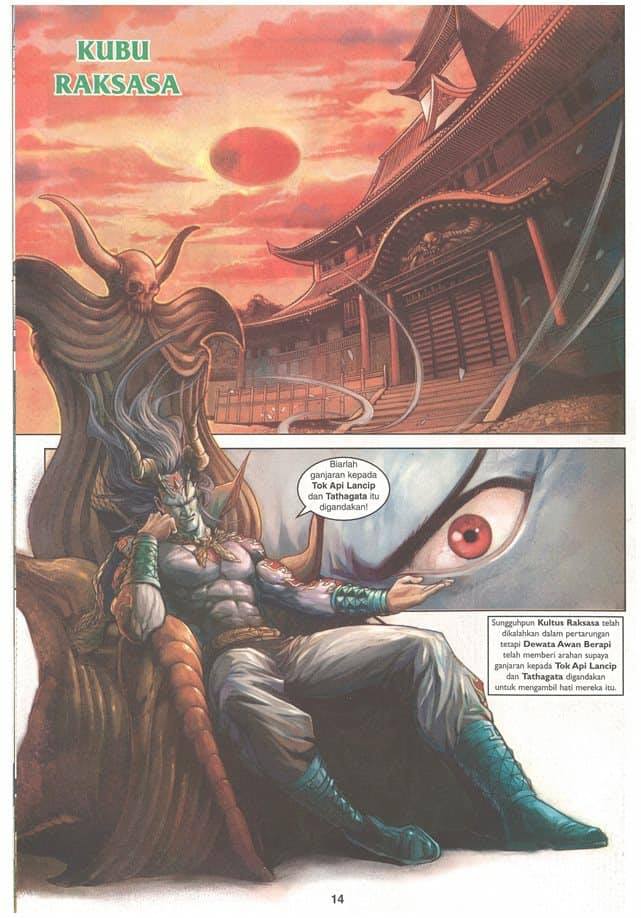 KUBU
RAKSASA
Biarlah
ganjaran kepada
Tok Api Lancip
dan Tathagata itu
digandakan!
Sungguhpun Kultus Raksasa telah
dikalahkan dalam pertarungan
tetapi Dewata Awan Berapi
telah memberi arahan supaya
ganjaran kepada Tok Api Lancip
dan Tathagata digandakan
untuk mengambil hati mereka itu.
14